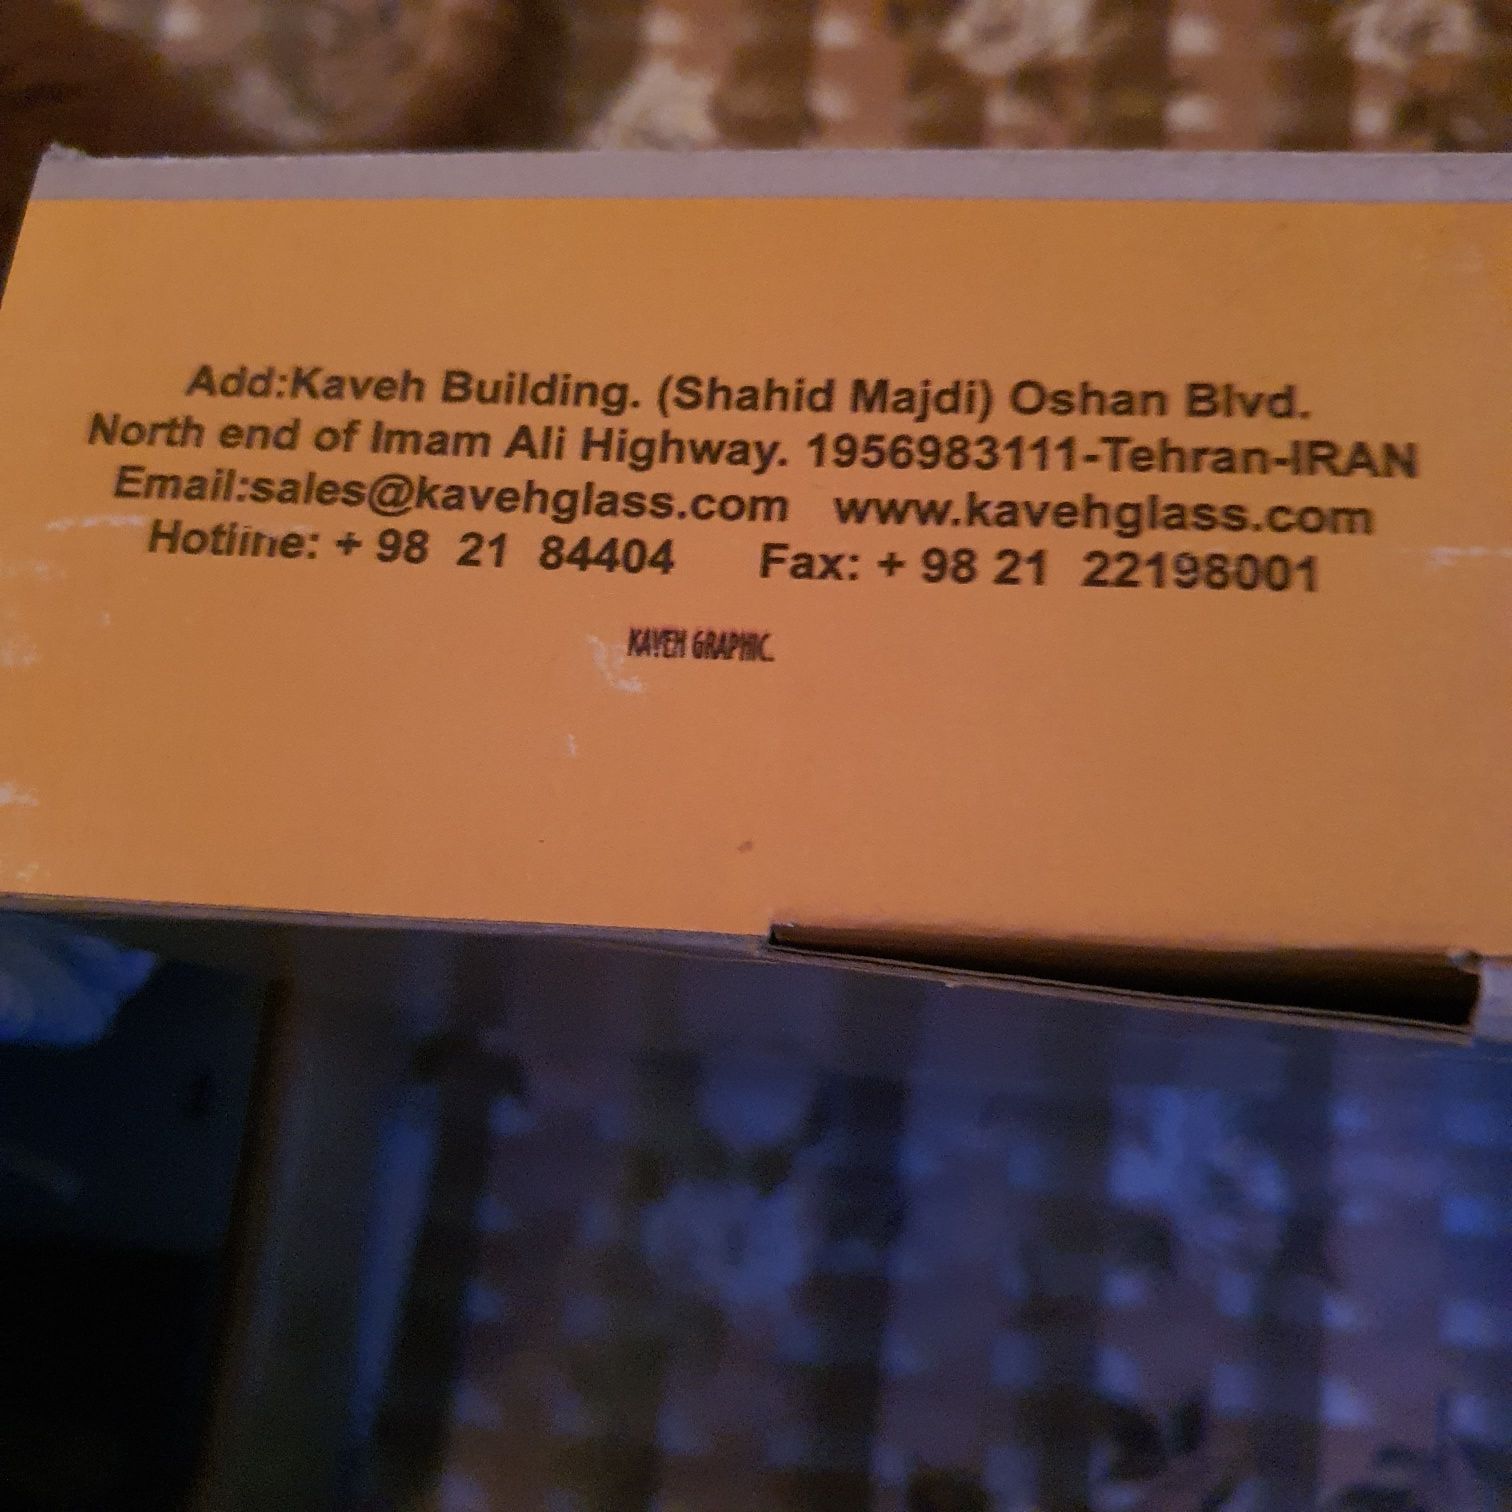 Add:Kaveh Building. (Shahid Majdi) Oshan Blvd.
North end of Imam Ali Highway. 1956983111-Tehran-IRAN
Email:sales@kavehglass.com www.kavehglass.com
Hotline: + 98 21 84404 Fax: + 98 21 22198001
KAVEH GRAPHIC.